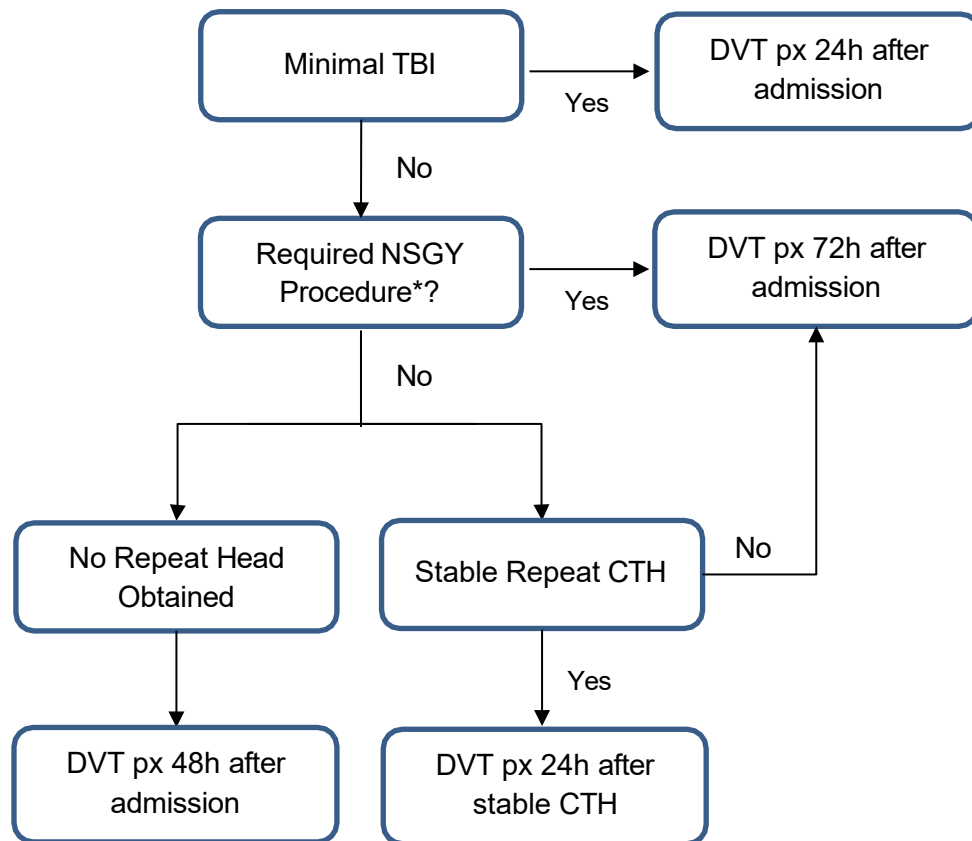 Minimal TBI
Yes
DVT px 24h after
admission
No
Required NSGY
Procedure*?
Yes
DVT px 72h after
admission
No
No Repeat Head
Obtained
Stable Repeat CTH
No
Yes
DVT px 48h after
admission
DVT px 24h after
stable CTH